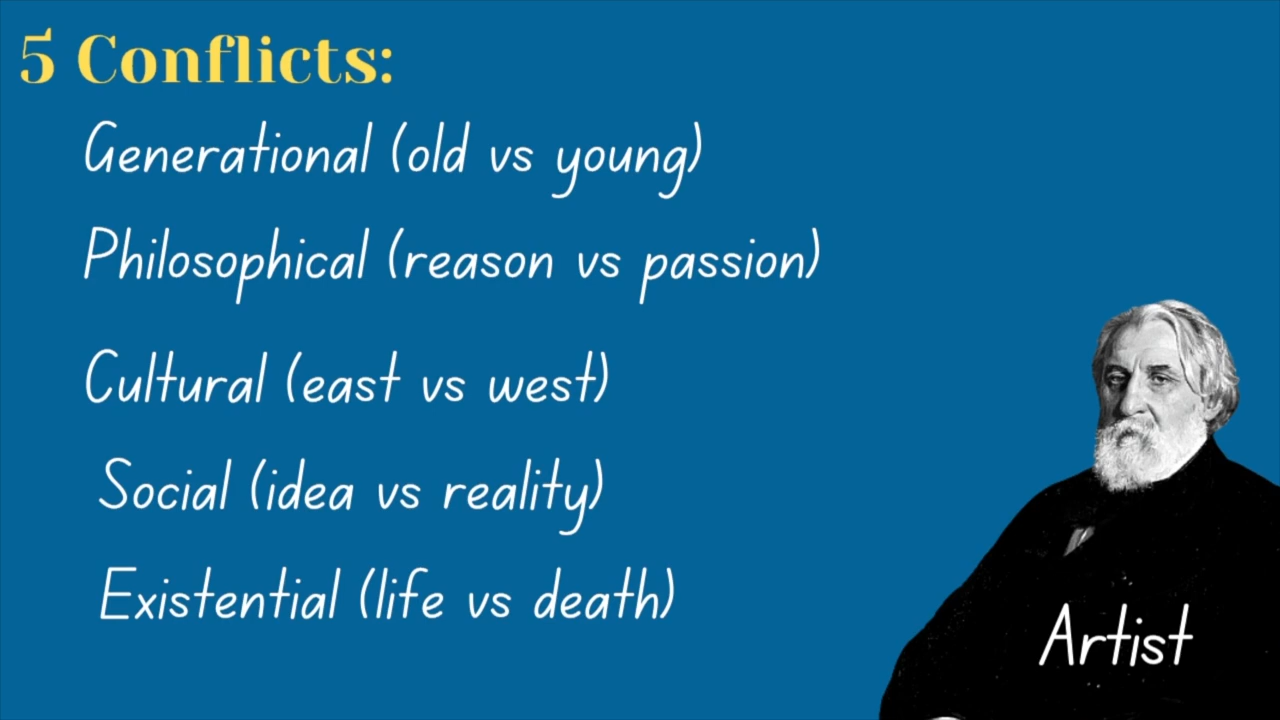 5 Conflicts:
Generational (old vs young)
Philosophical (reason vs passion)
Cultural (east vs west)
Social (idea vs reality)
Existential (life vs death)
Artist